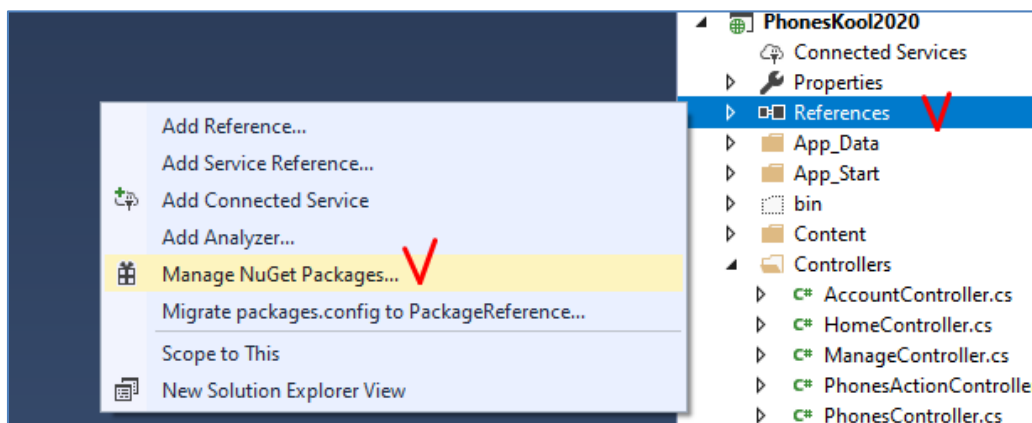 PhonesKool2020
Connected Services
Properties
References
App_Data
App_Start
bin
Content
Controllers
C# AccountController.cs
C# HomeController.cs
C# ManageController.cs
C# PhonesActionControlle
C# PhonesController.cs
Add Reference...
Add Service Reference...
Add Connected Service
Add Analyzer...
Manage NuGet Packages...
Migrate packages.config to PackageReference...
Scope to This
New Solution Explorer View